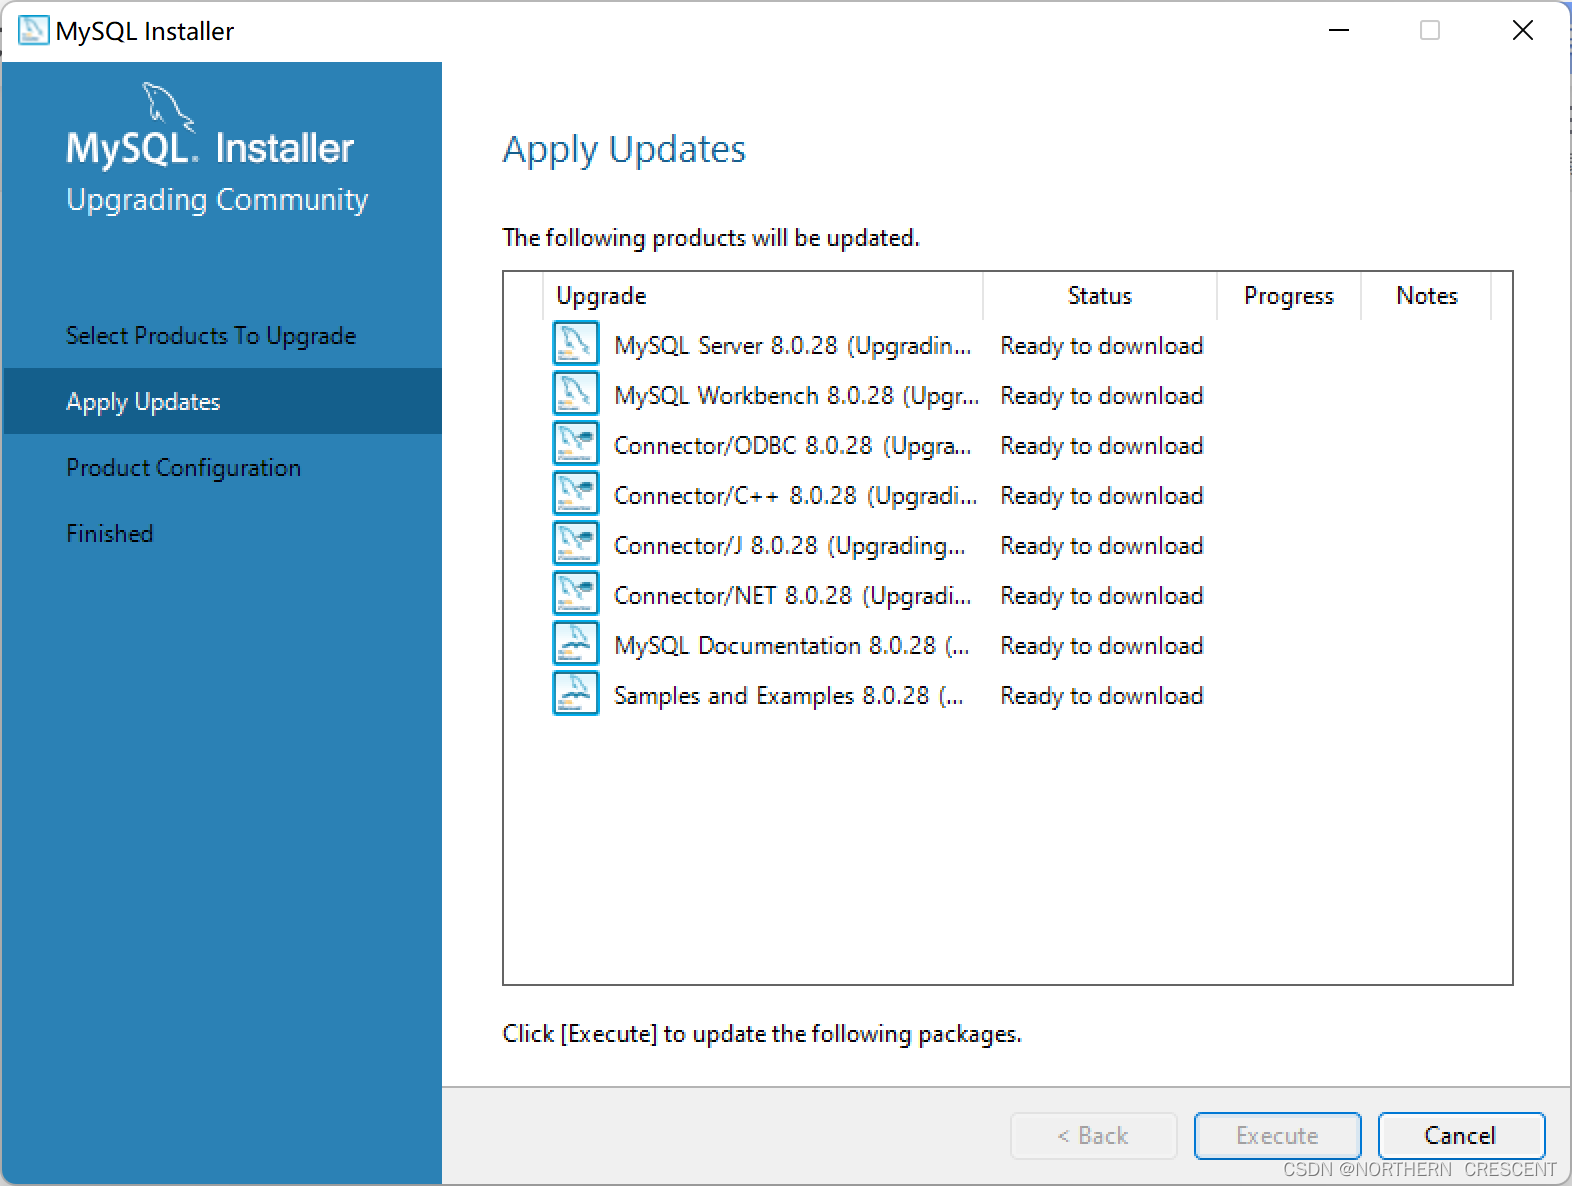 MySQL Installer
MySQL. Installer
Upgrading Community
Select Products To Upgrade
Apply Updates
Product Configuration
Finished
Apply Updates
The following products will be updated.
Upgrade Status Progress Notes
MySQL Server 8.0.28 (Upgradin... Ready to download
MySQL Workbench 8.0.28 (Upgr... Ready to download
Connector/ODBC 8.0.28 (Upgra... Ready to download
Connector/C++ 8.0.28 (Upgradi... Ready to download
Connector/J 8.0.28 (Upgrading... Ready to download
Connector/NET 8.0.28 (Upgradi... Ready to download
MySQL Documentation 8.0.28 (... Ready to download
Samples and Examples 8.0.28 (... Ready to download
Click [Execute] to update the following packages.
< Back Execute Cancel
CSDN @NORTHERN_CRESCENT